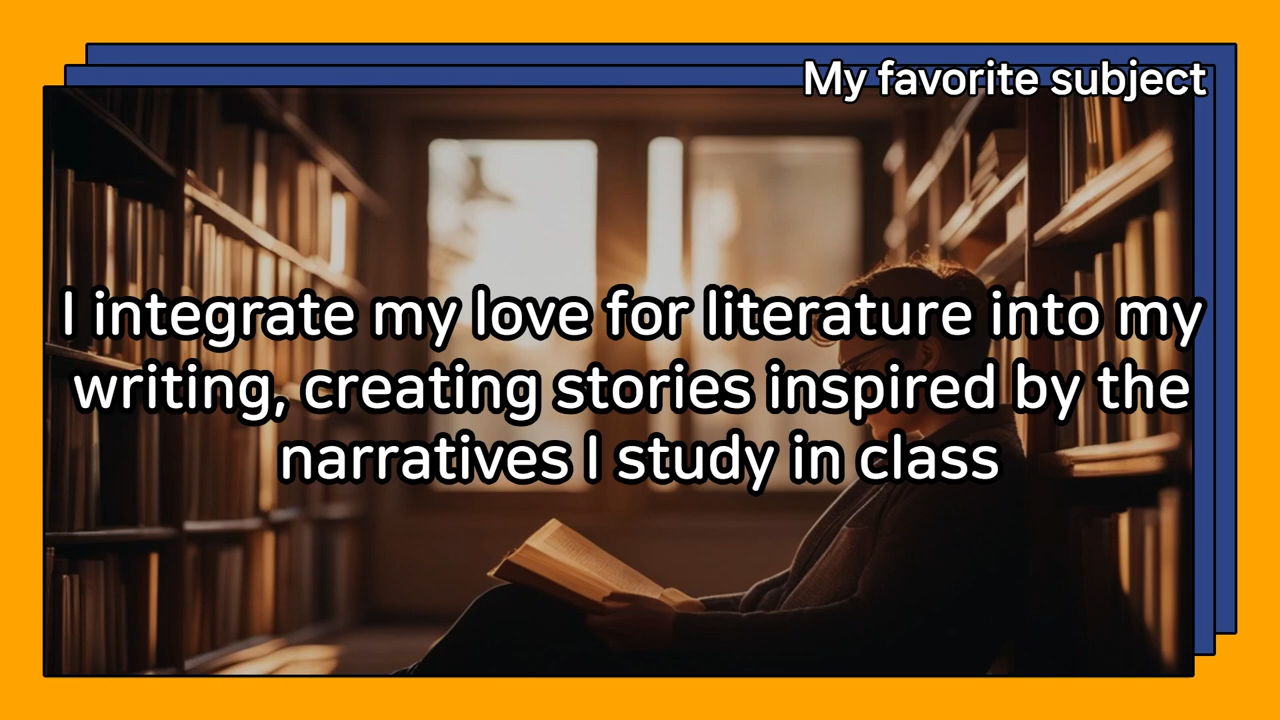 My favorite subject
I integrate my love for literature into my
writing, creating stories inspired by the
narratives I study in class